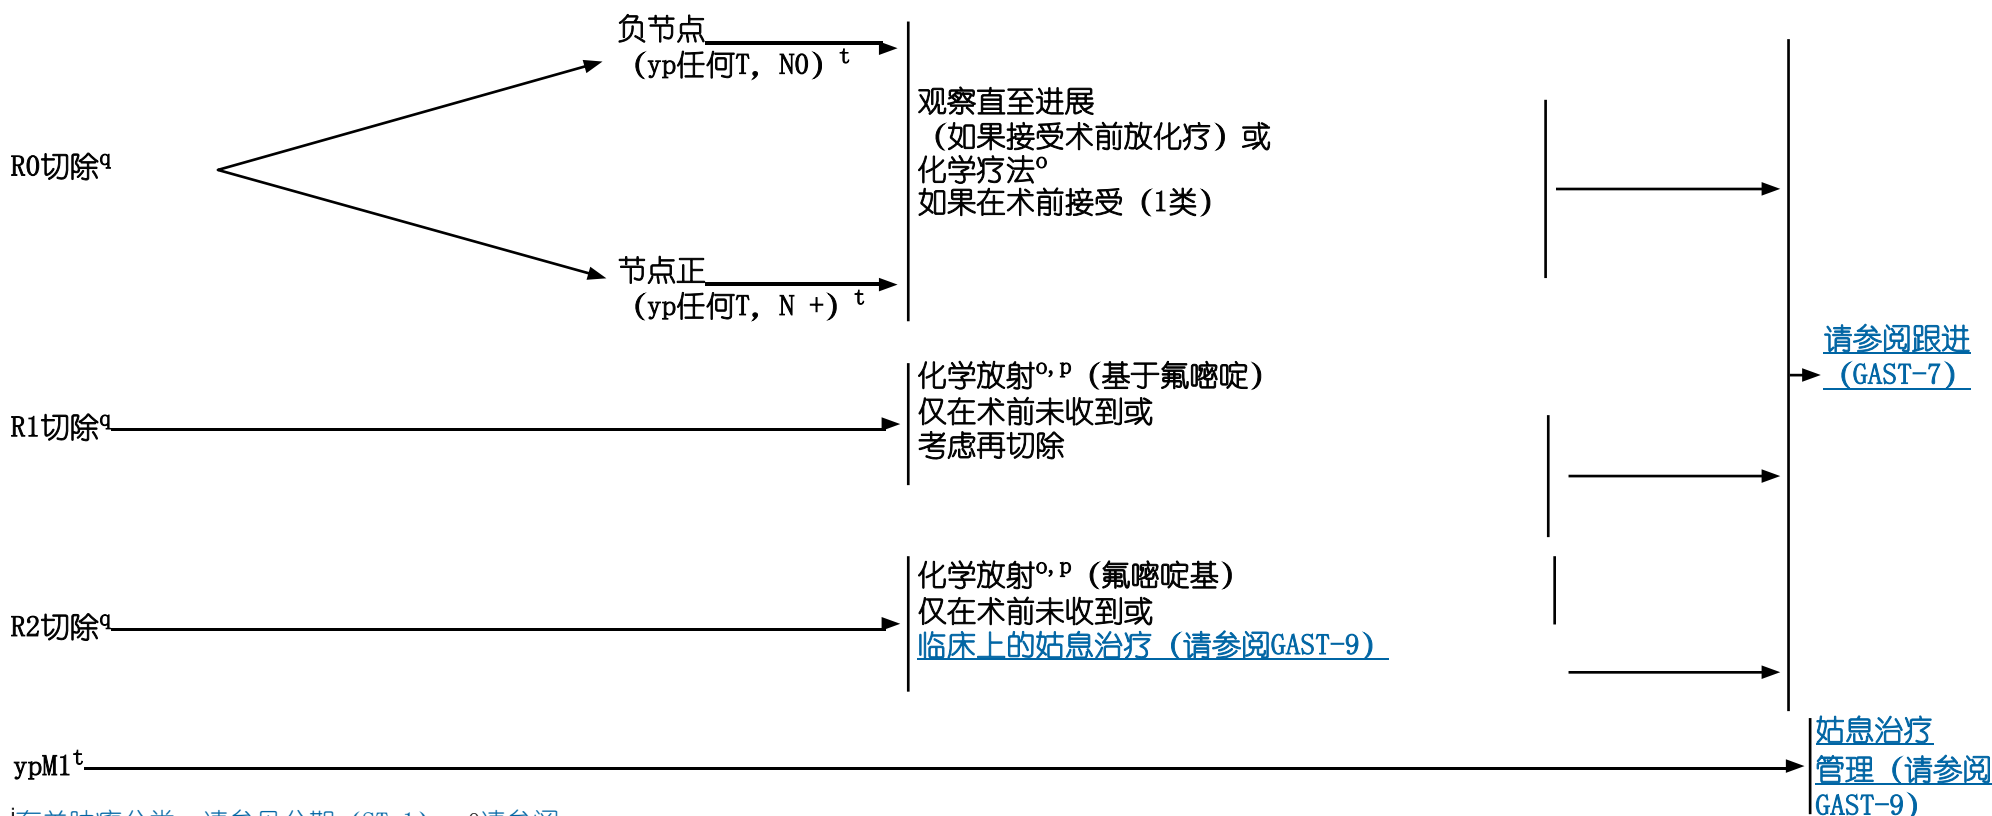 负节点
（yp任何T，N0）t
观察直至进展
（如果接受术前放化疗）或
化学疗法o
如果在术前接受（1类）
R0切除q
节点正
（yp任何T，N +）t
请参阅跟进
（GAST-7）
化学放射o,p（基于氟嘧啶）
仅在术前未收到或
考虑再切除
R1切除q
化学放射o,p（氟嘧啶基）
仅在术前未收到或
临床上的姑息治疗（请参阅GAST-9）
R2切除q
姑息治疗
管理（请参阅
GAST-9）
ypM1t